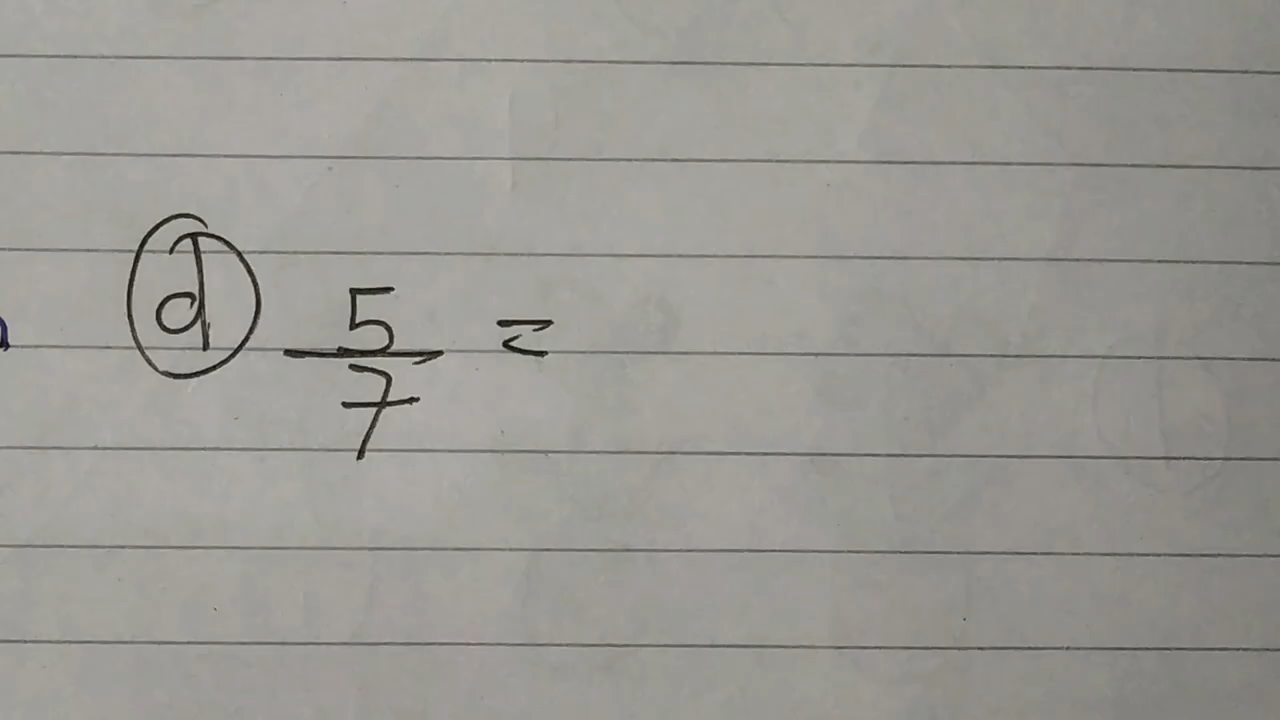 d 5/7 =